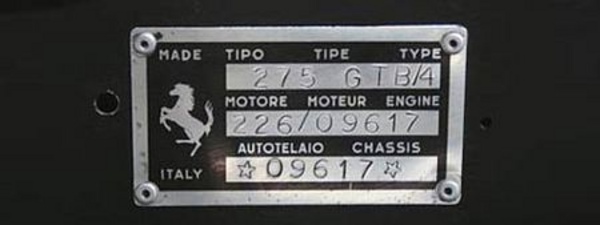 MADE TIPO TIPE TYPE
275 GTB/4
MOTORE MOTEUR ENGINE
226/09617
AUTOTELAIO CHASSIS
ITALY ☆09617☆